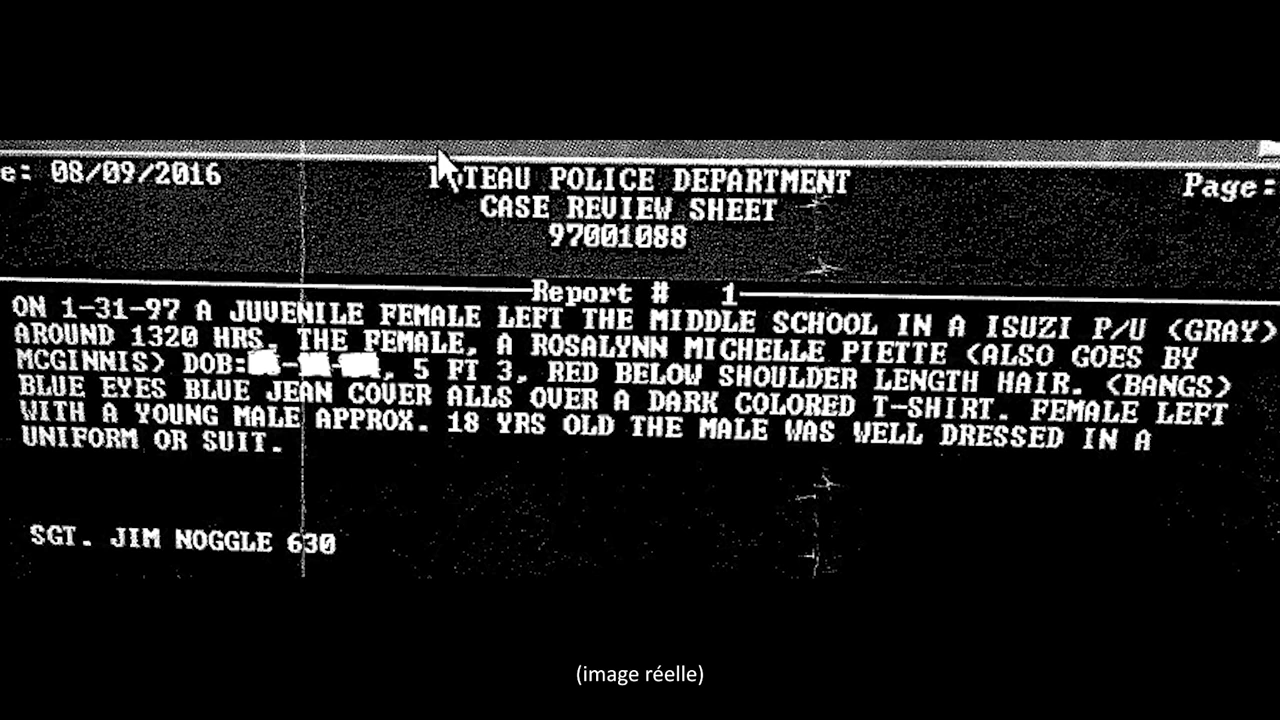 e: 08/09/2016 POTEAU POLICE DEPARTMENT Page:
CASE REVIEW SHEET
97001088
Report # 1
ON 1-31-97 A JUVENILE FEMALE LEFT THE MIDDLE SCHOOL IN A ISUZI P/U (GRAY)
AROUND 1320 HRS. THE FEMALE, A ROSALYNN MICHELLE PIETTE (ALSO GOES BY
MCGINNIS) DOB: - - , 5 FT 3, RED BELOW SHOULDER LENGTH HAIR. (BANGS)
BLUE EYES BLUE JEAN COVER ALLS OVER A DARK COLORED T-SHIRT. FEMALE LEFT
WITH A YOUNG MALE APPROX. 18 YRS OLD THE MALE WAS WELL DRESSED IN A
UNIFORM OR SUIT.
SGT. JIM NOGGLE 630
(image réelle)